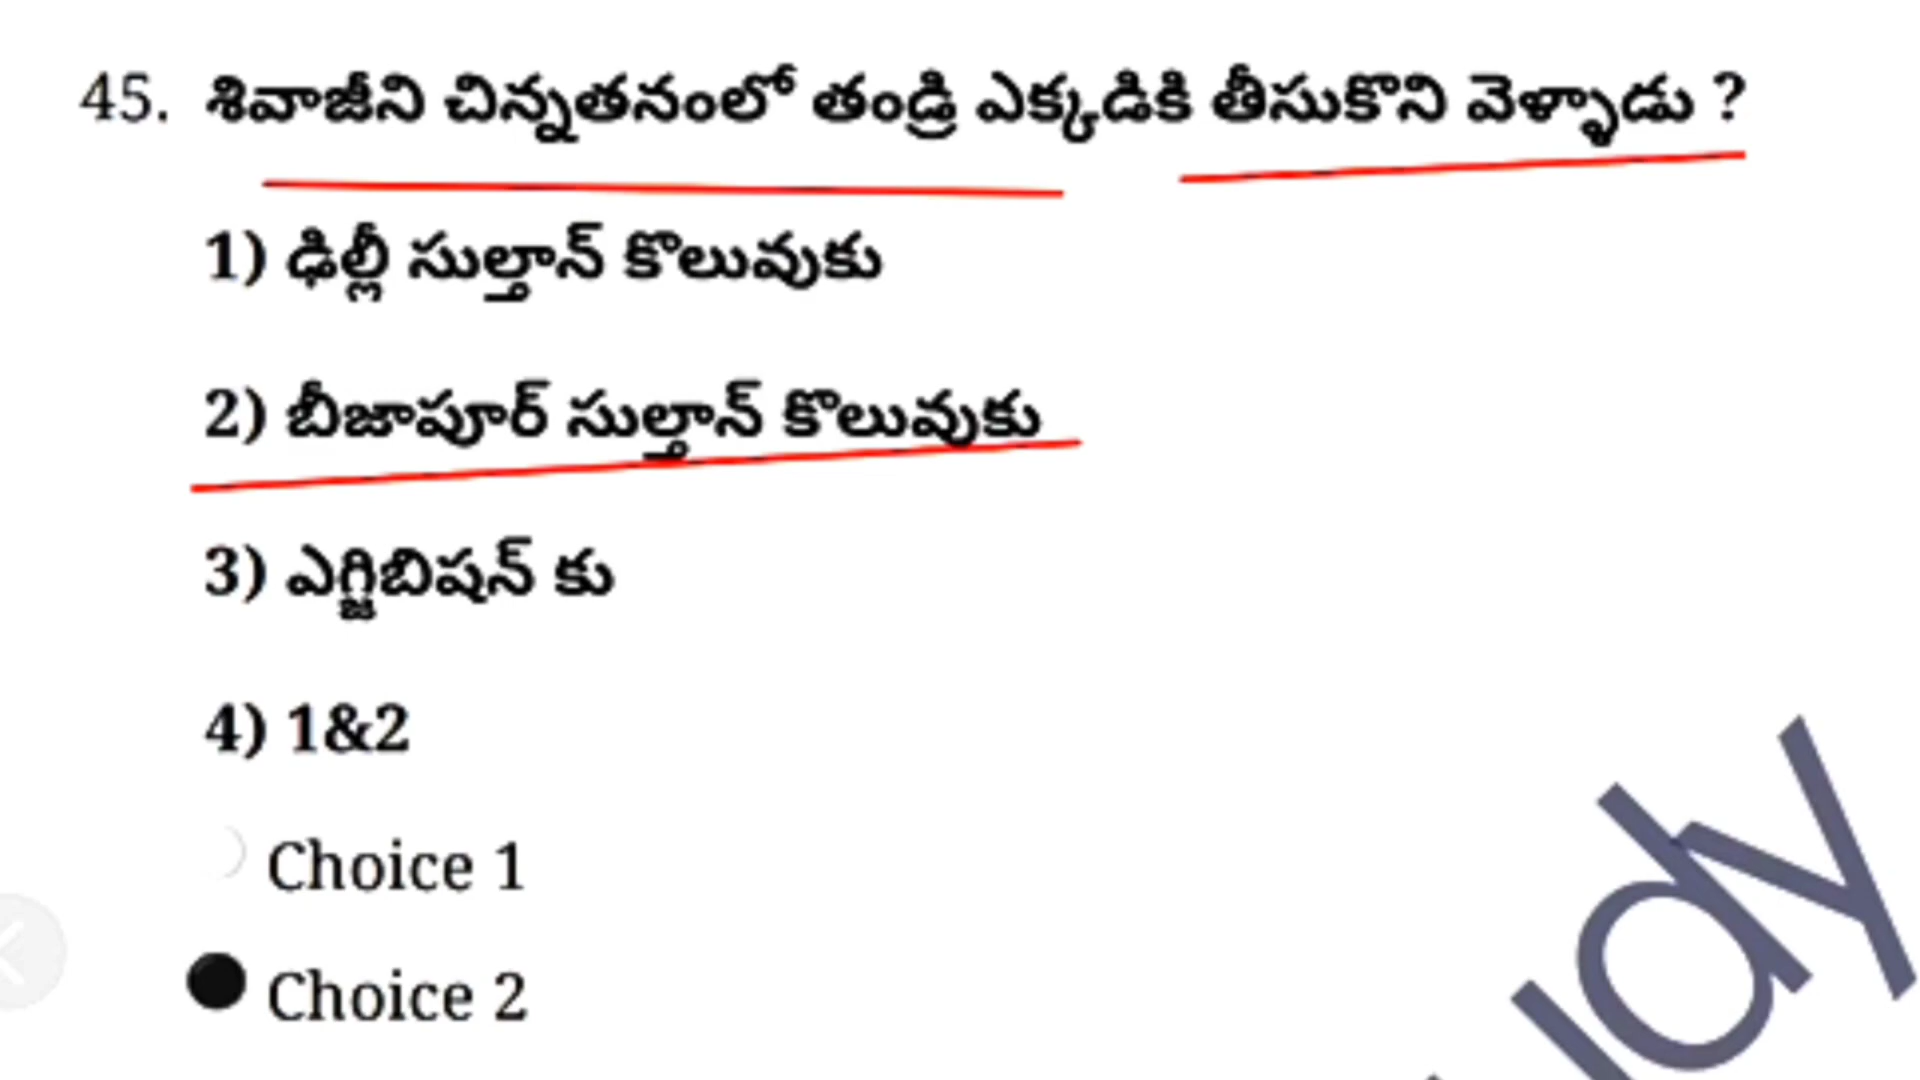 45. శివాజీని చిన్నతనంలో తండ్రి ఎక్కడికి తీసుకొని వెళ్ళాడు ?
1) ఢిల్లీ సుల్తాన్ కొలువుకు
2) బీజాపూర్ సుల్తాన్ కొలువుకు
3) ఎగ్జిబిషన్ కు
4) 1&2
Choice 1
Choice 2